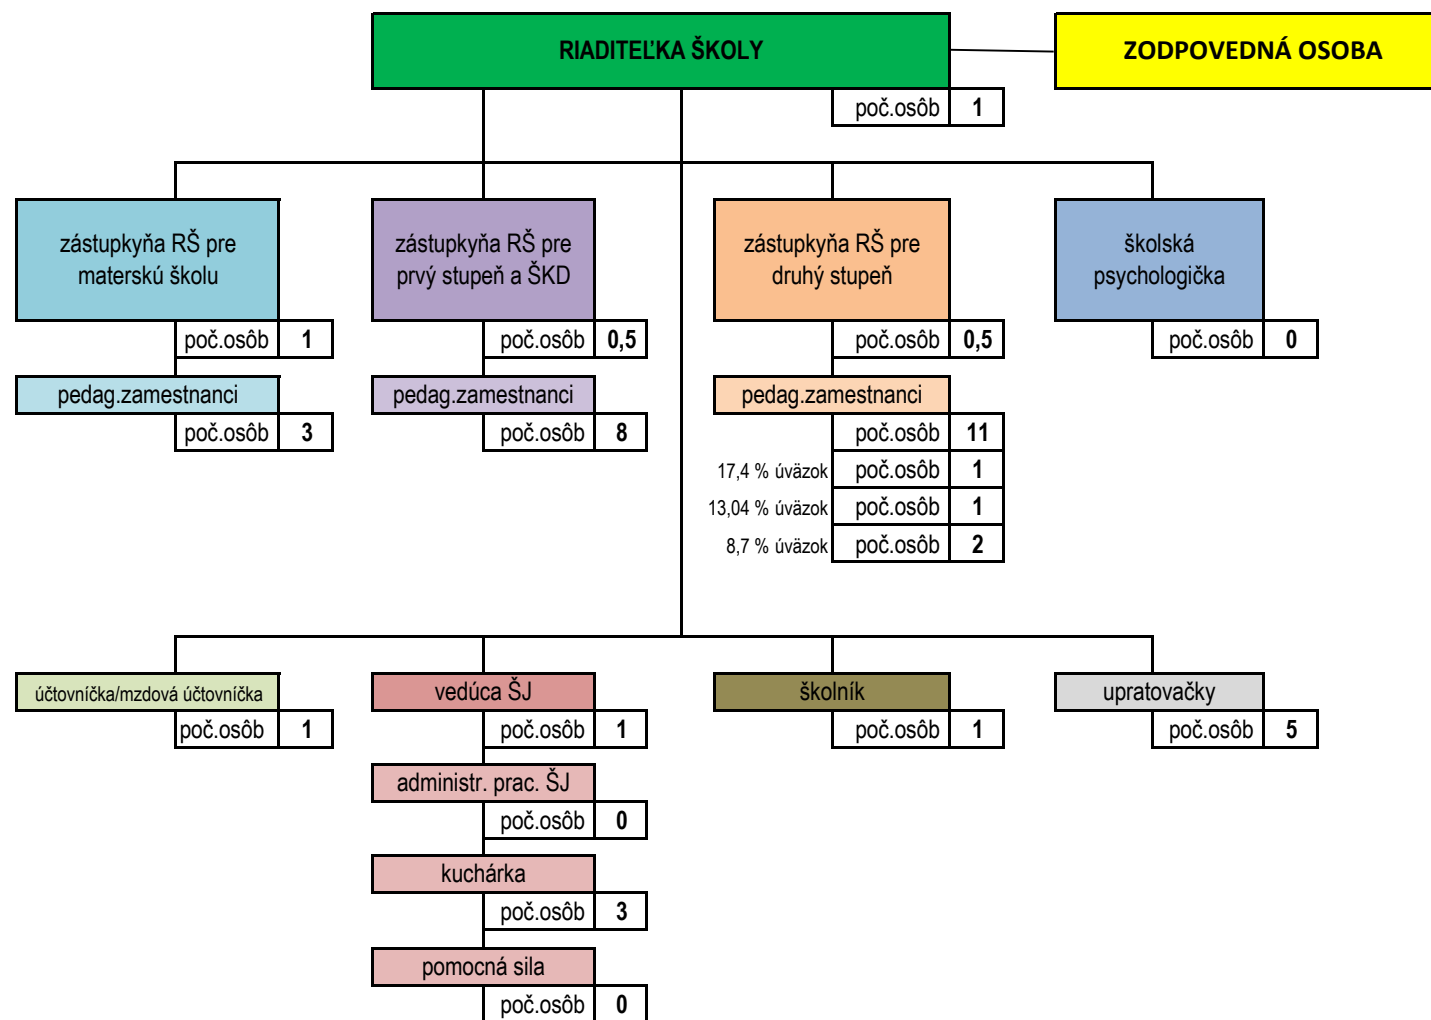 RIADITEĽKA ŠKOLY
ZODPOVEDNÁ OSOBA
poč.osôb 1
zástupkyňa RŠ pre
materskú školu
poč.osôb 1
pedag.zamestnanci
poč.osôb 3
zástupkyňa RŠ pre
prvý stupeň a ŠKD
poč.osôb 0,5
pedag.zamestnanci
poč.osôb 8
zástupkyňa RŠ pre
druhý stupeň
poč.osôb 0,5
pedag.zamestnanci
poč.osôb 11
17,4 % úväzok poč.osôb 1
13,04 % úväzok poč.osôb 1
8,7 % úväzok poč.osôb 2
školská
psychologička
poč.osôb 0
účtovníčka/mzdová účtovníčka
poč.osôb 1
vedúca ŠJ
poč.osôb 1
administr. prac. ŠJ
poč.osôb 0
kuchárka
poč.osôb 3
pomocná sila
poč.osôb 0
školník
poč.osôb 1
upratovačky
poč.osôb 5